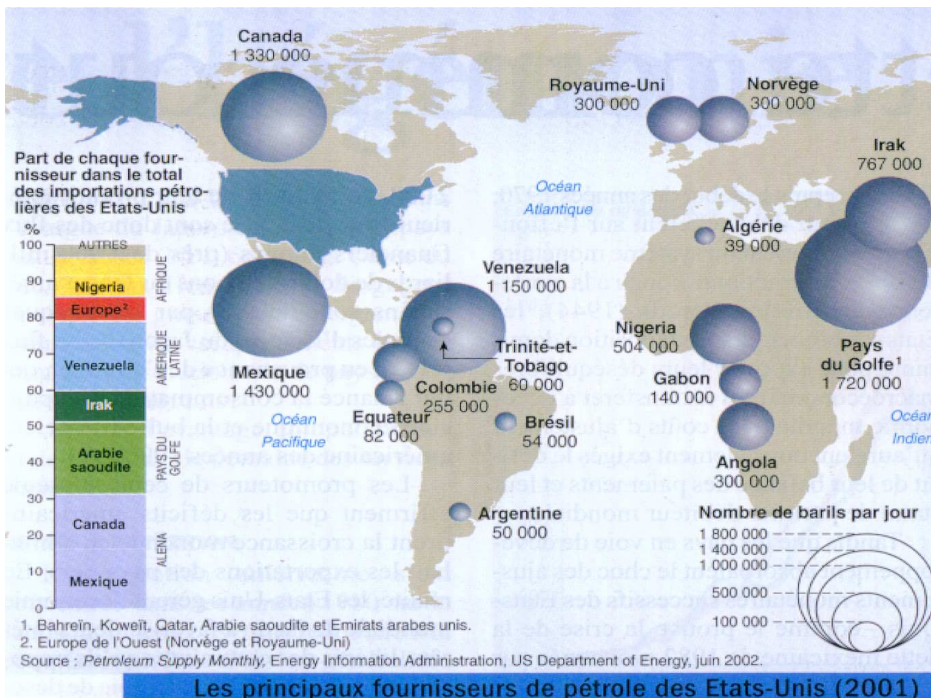 Canada
1 330 000
Royaume-Uni
300 000
Norvège
300 000
Irak
767 000
Part de chaque four-
nisseur dans le total
des importations pétro-
lières des Etats-Unis
%
100
90
80
70
60
50
40
30
20
10
0
AUTRES
Nigeria
Europe²
Venezuela
Irak
Arabie
saoudite
Canada
Mexique
AFRIQUE
AMERIQUE
LATINE
PAYS DU
GOLFE
ALENA
Océan
Atlantique
Algérie
39 000
Venezuela
1 150 000
Nigeria
504 000
Trinité-et-
Tobago
60 000
Pays
du Golfe¹
1 720 000
Mexique
1 430 000
Colombie
255 000
Gabon
140 000
Equateur
82 000
Océan
Pacifique
Brésil
54 000
Océan
Indien
Angola
300 000
Argentine
50 000
Nombre de barils par jour
1 800 000
1 400 000
1 000 000
500 000
100 000
1. Bahreïn, Koweït, Qatar, Arabie saoudite et Emirats arabes unis.
2. Europe de l'Ouest (Norvège et Royaume-Uni)
Source : Petroleum Supply Monthly, Energy Information Administration, US Department of Energy, juin 2002.
Les principaux fournisseurs de pétrole des Etats-Unis (2001)